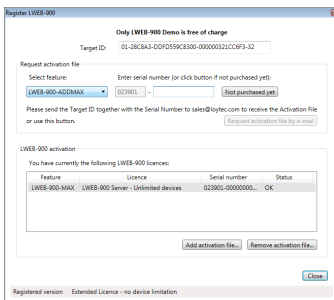 Register LWEB-900
Only LWEB-900 Demo is free of charge
Target ID: 01-28C8A3-DDFD559C8300-000000321CC6F3-32
Request activation file
Select feature: Enter serial number (or click button if not purchased yet):
LWEB-900-ADDMAX 023901 - Not purchased yet
Please send the Target ID together with the Serial Number to sales@loytec.com to receive the Activation File
or use this button. Request activation file by e-mail
LWEB-900 activation
You have currently the following LWEB-900 licences:
Feature Licence Serial number Status
LWEB-900-MAX LWEB-900 Server - Unlimited devices 023901-00000000... OK
Add activation file... Remove activation file...
Close
Registered version Extended Licence - no device limitation